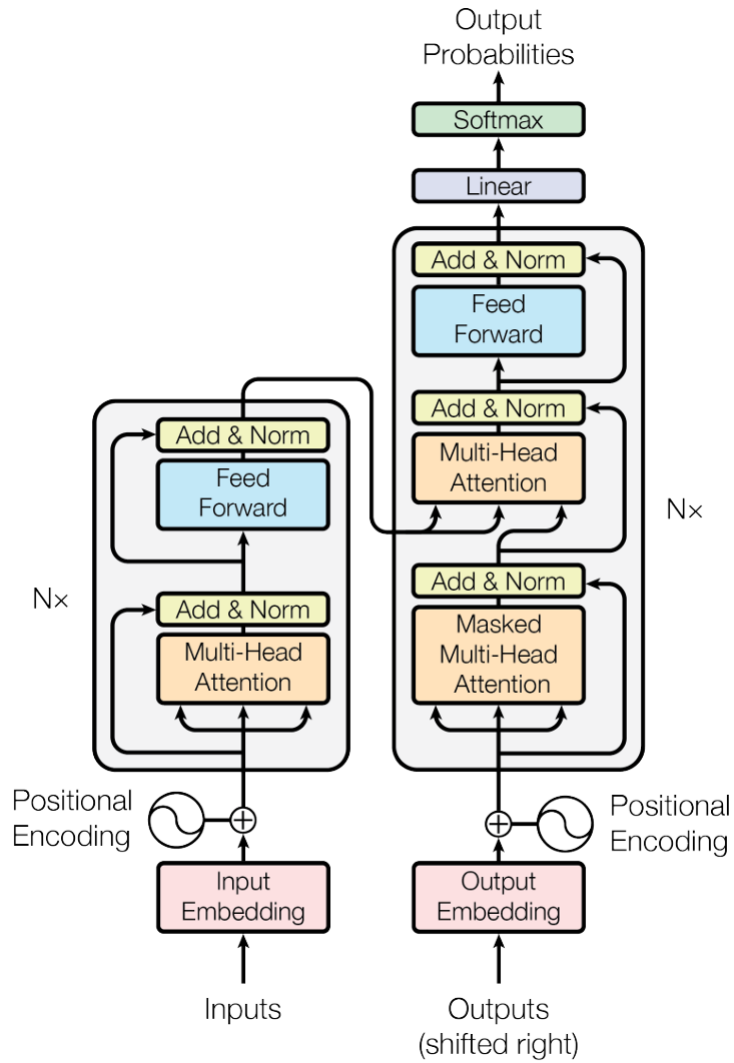 Output
Probabilities
Softmax
Linear
Add & Norm
Feed
Forward
Add & Norm
Multi-Head
Attention
Nx
Add & Norm
Masked
Multi-Head
Attention
Add & Norm
Feed
Forward
Nx
Add & Norm
Multi-Head
Attention
Positional
Encoding
Positional
Encoding
Input
Embedding
Output
Embedding
Inputs
Outputs
(shifted right)